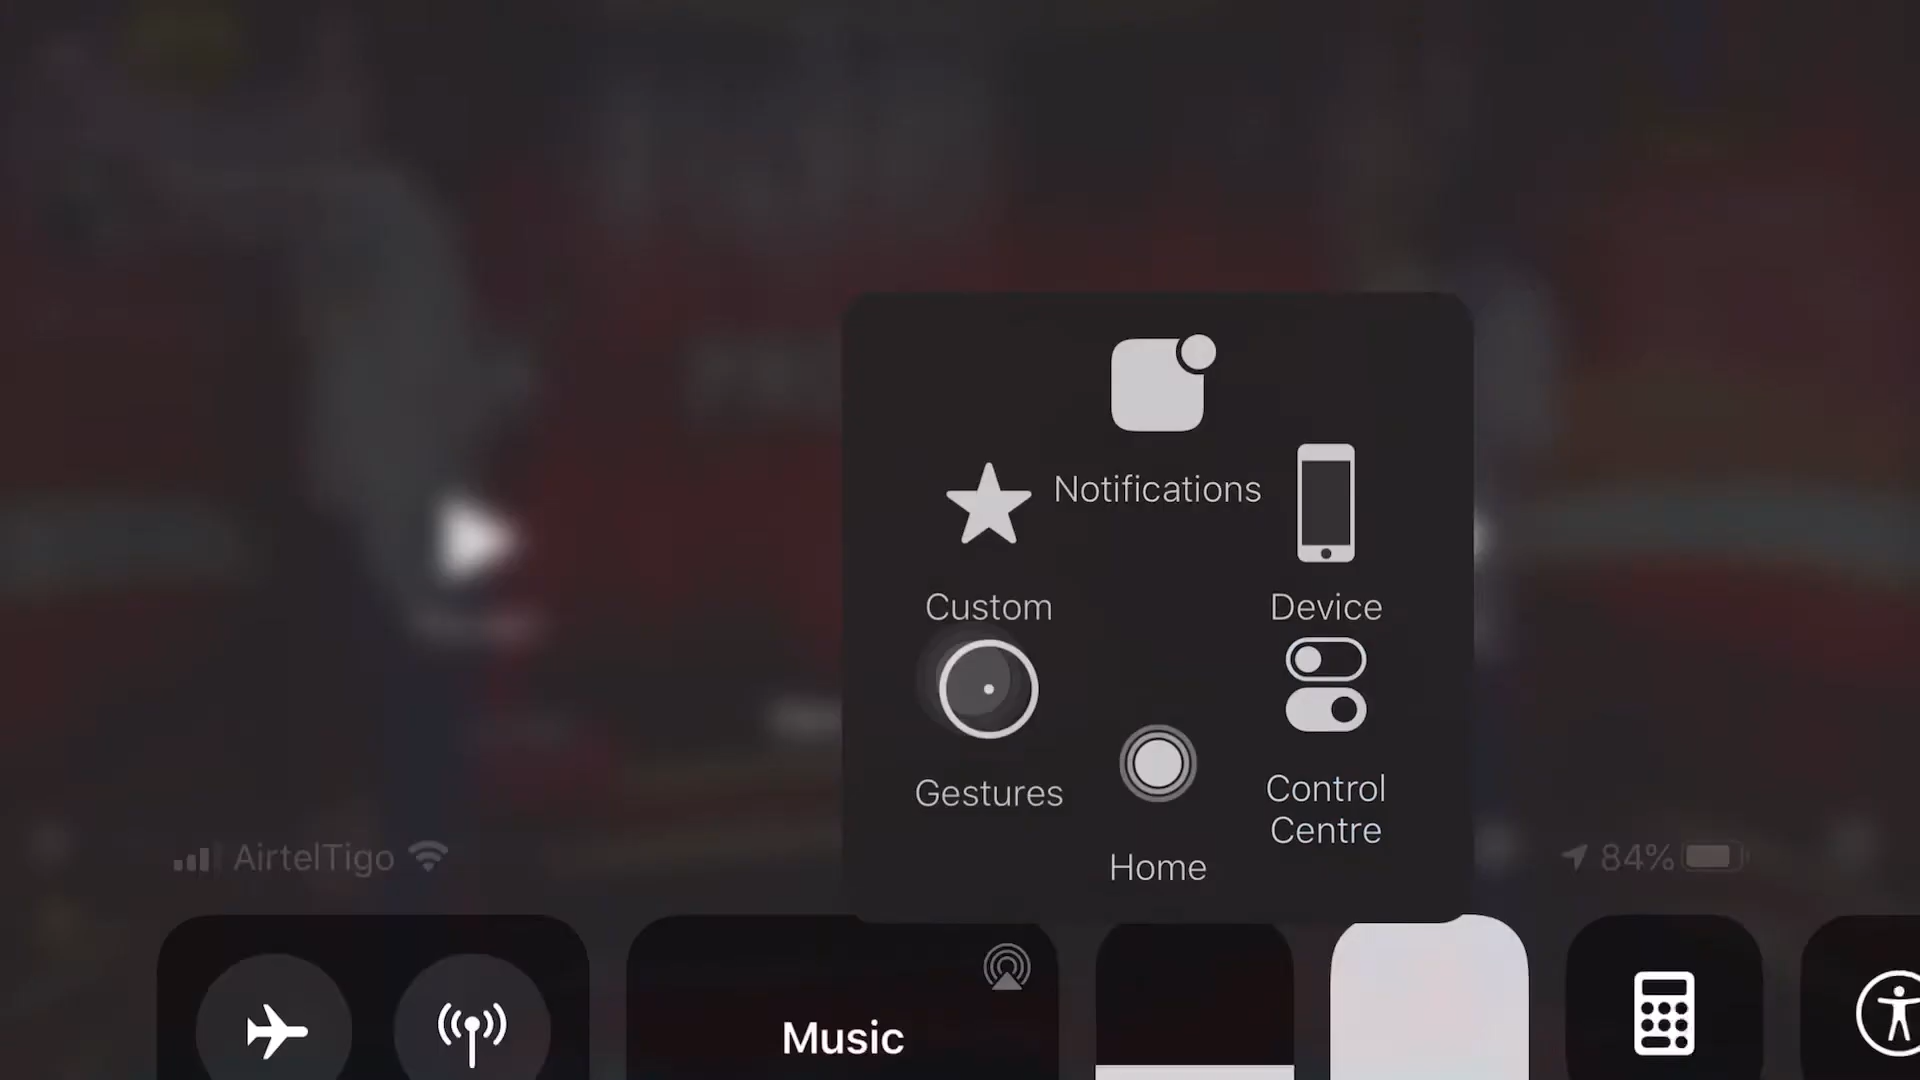 Notifications
Custom
Device
Gestures
Control
Centre
Home
AirtelTigo
84%
Music